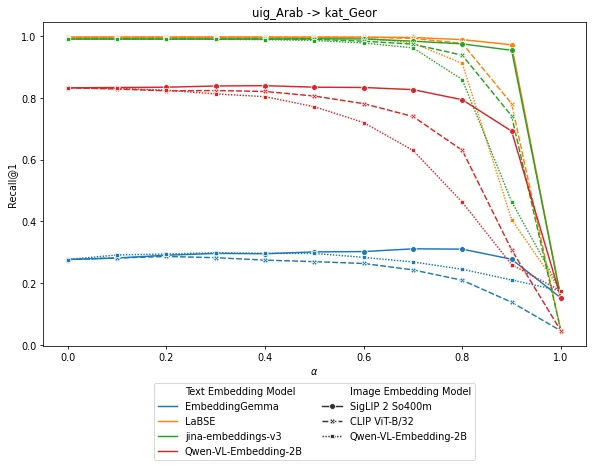 uig_Arab -> kat_Geor
Recall@1
1.0
0.8
0.6
0.4
0.2
0.0
0.0 0.2 0.4 0.6 0.8 1.0
α
Text Embedding Model
EmbeddingGemma
LaBSE
jina-embeddings-v3
Qwen-VL-Embedding-2B
Image Embedding Model
SigLIP 2 So400m
CLIP ViT-B/32
Qwen-VL-Embedding-2B